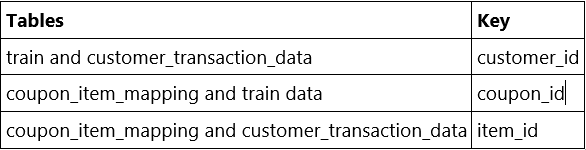 Tables Key
train and customer_transaction_data customer_id
coupon_item_mapping and train data coupon_id
coupon_item_mapping and customer_transaction_data item_id